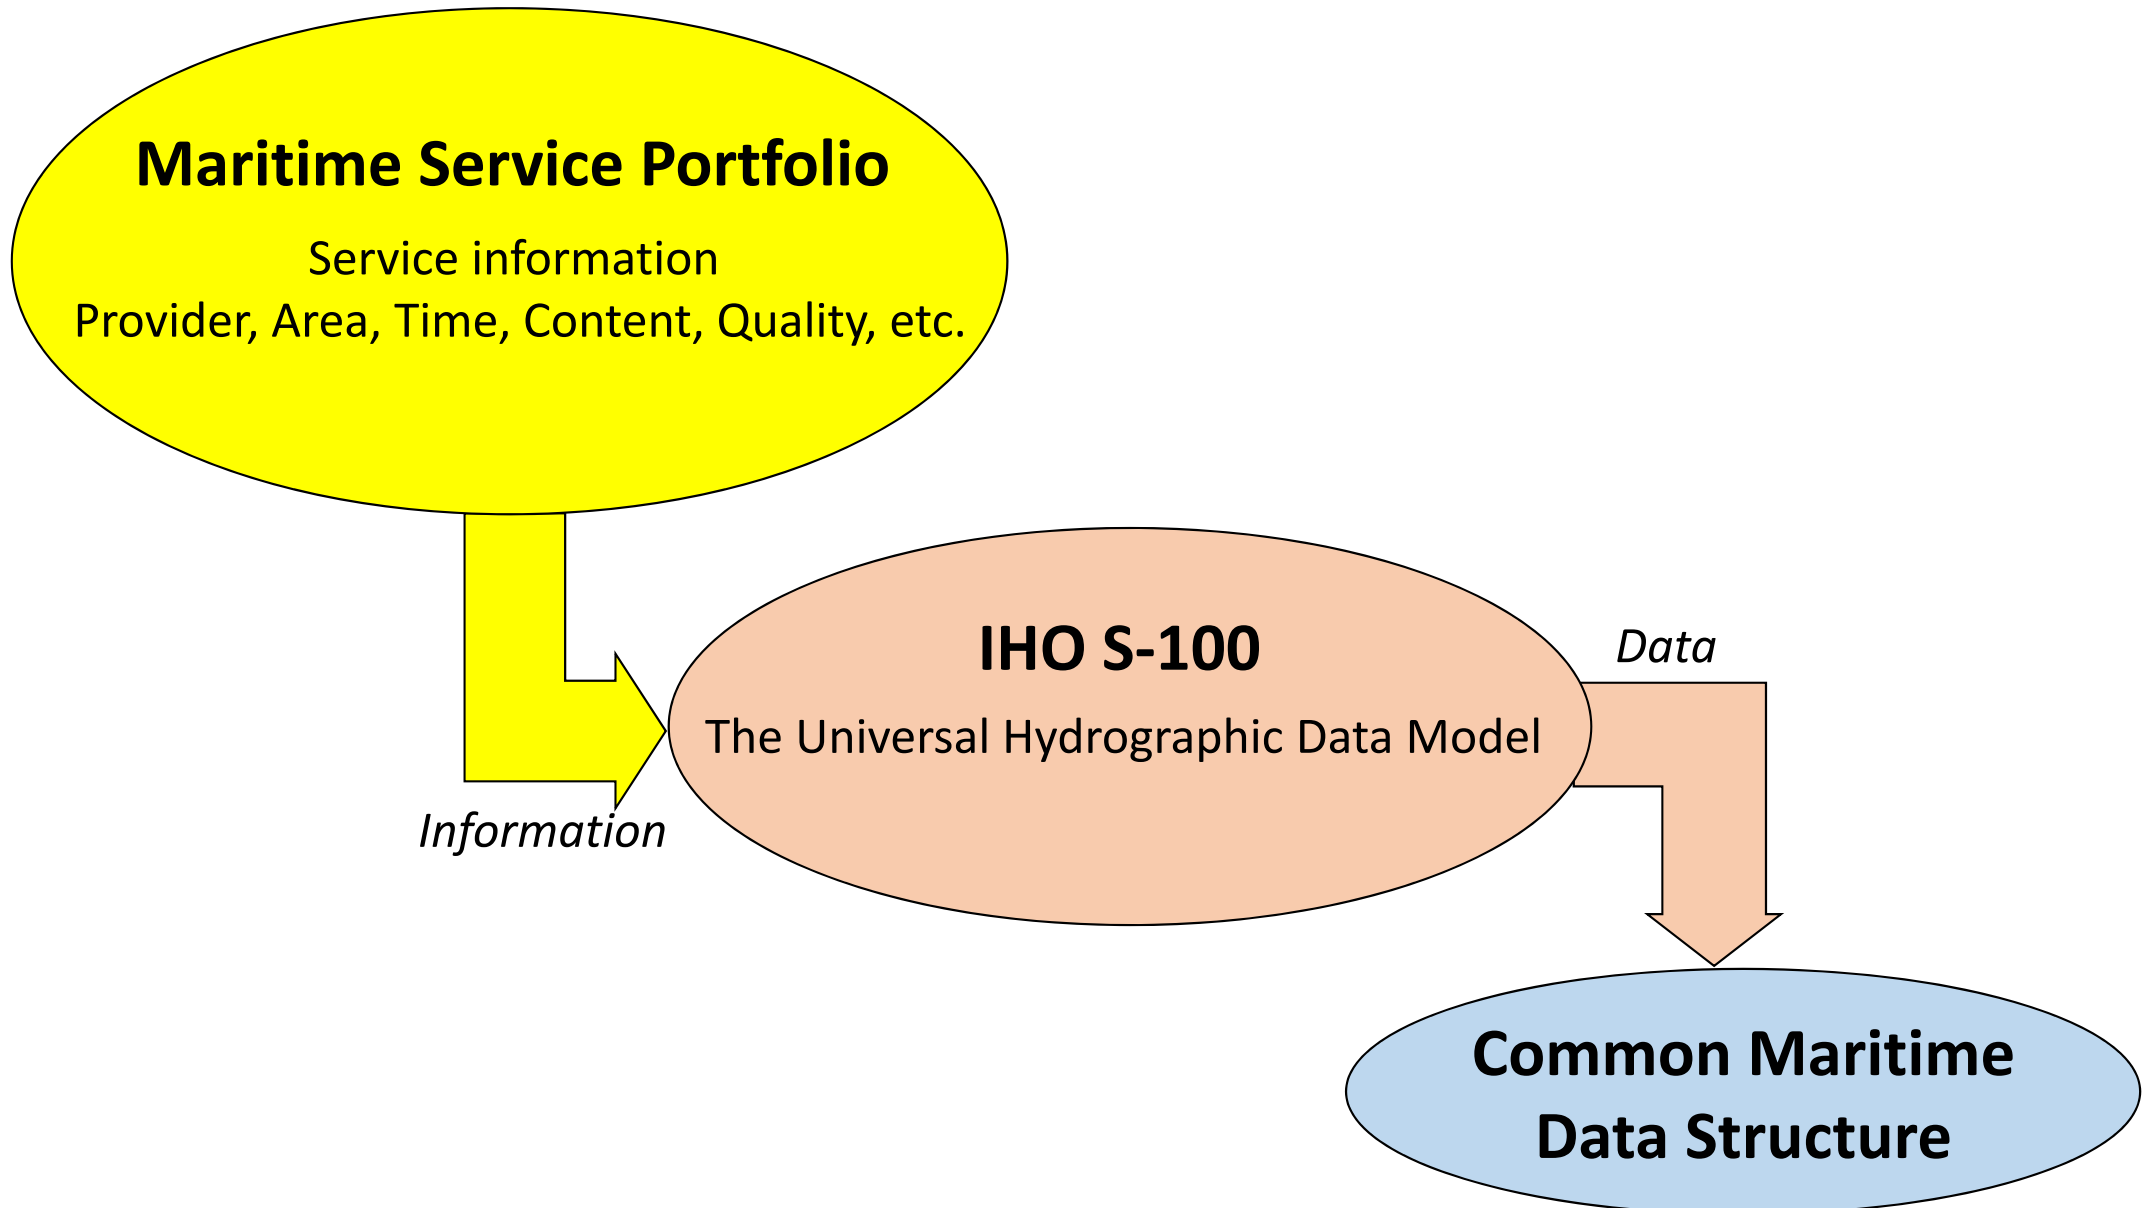 Maritime Service Portfolio
Service information
Provider, Area, Time, Content, Quality, etc.
Information
IHO S-100
The Universal Hydrographic Data Model
Data
Common Maritime
Data Structure